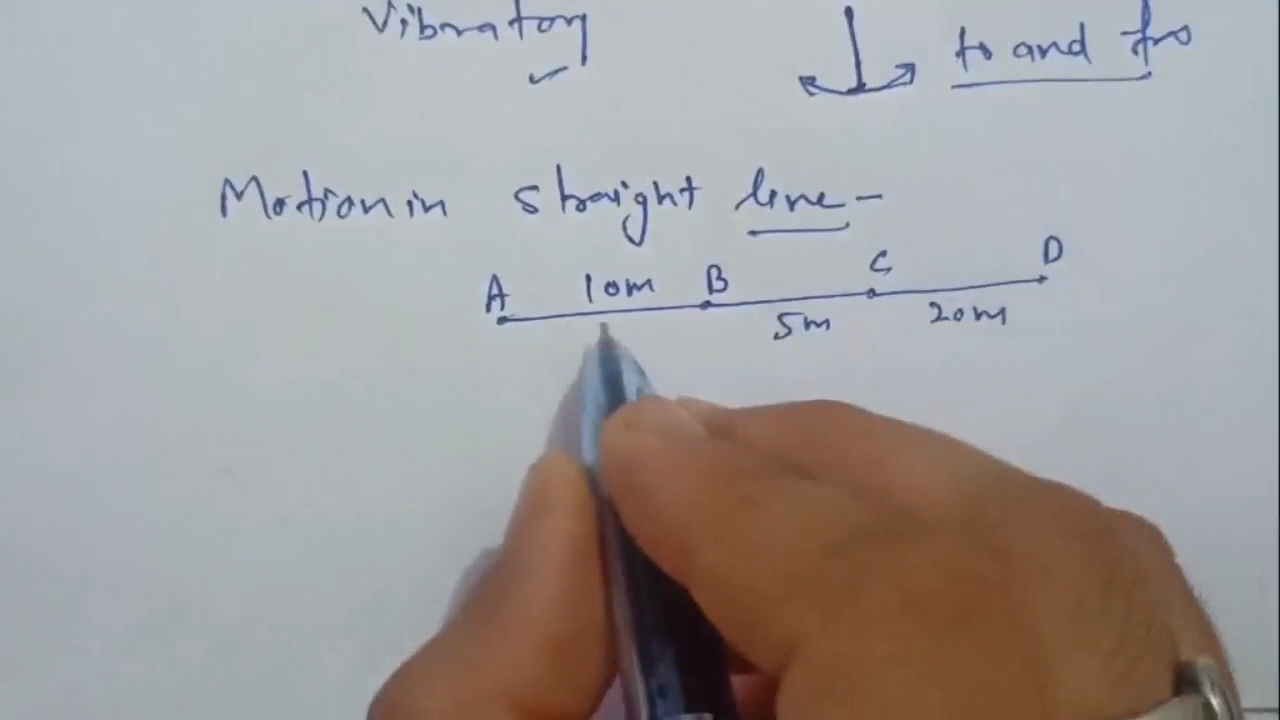 Vibratory
to and fro
Motion in straight line-
A 10m B C D
5m 20m